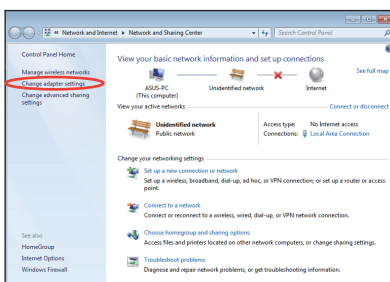 Network and Internet
Network and Sharing Center
Search Control Panel
Control Panel Home
Manage wireless networks
Change adapter settings
Change advanced sharing
settings
View your basic network information and set up connections
See full map
ASUS-PC
(This computer)
Unidentified network
Internet
View your active networks
Connect or disconnect
Unidentified network
Public network
Access type: No Internet access
Connections: Local Area Connection
Change your networking settings
Set up a new connection or network
Set up a wireless, broadband, dial-up, ad hoc, or VPN connection; or set up a router or access
point.
Connect to a network
Connect or reconnect to a wireless, wired, dial-up, or VPN network connection.
Choose homegroup and sharing options
Access files and printers located on other network computers, or change sharing settings.
Troubleshoot problems
Diagnose and repair network problems, or get troubleshooting information.
See also
HomeGroup
Internet Options
Windows Firewall